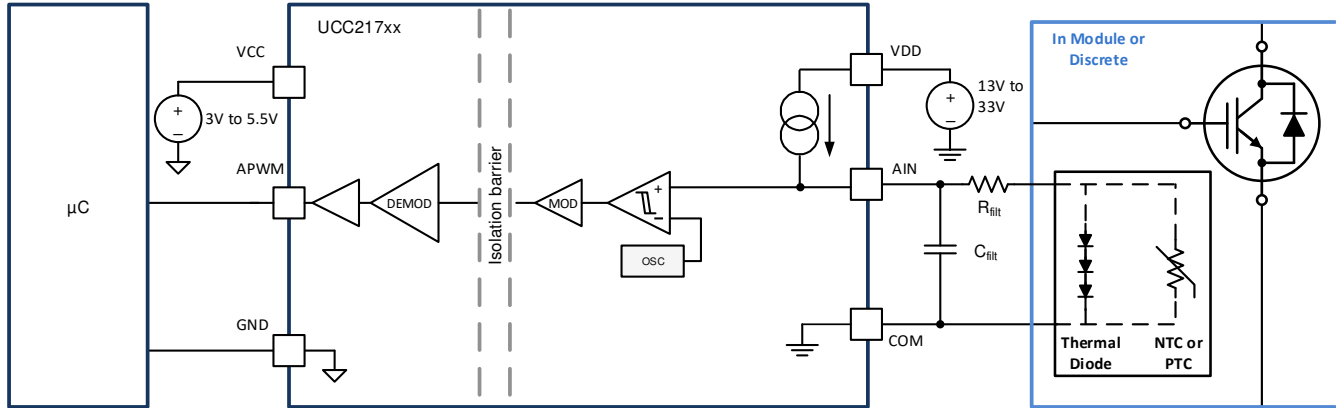 UCC217xx
VCC
VDD
In Module or
Discrete
13V to
33V
+
−
3V to 5.5V
+
−
APWM
AIN
µC
DEMOD
Isolation barrier
MOD
+
−
OSC
Rfilt
Cfilt
GND
COM
Thermal
Diode
NTC or
PTC